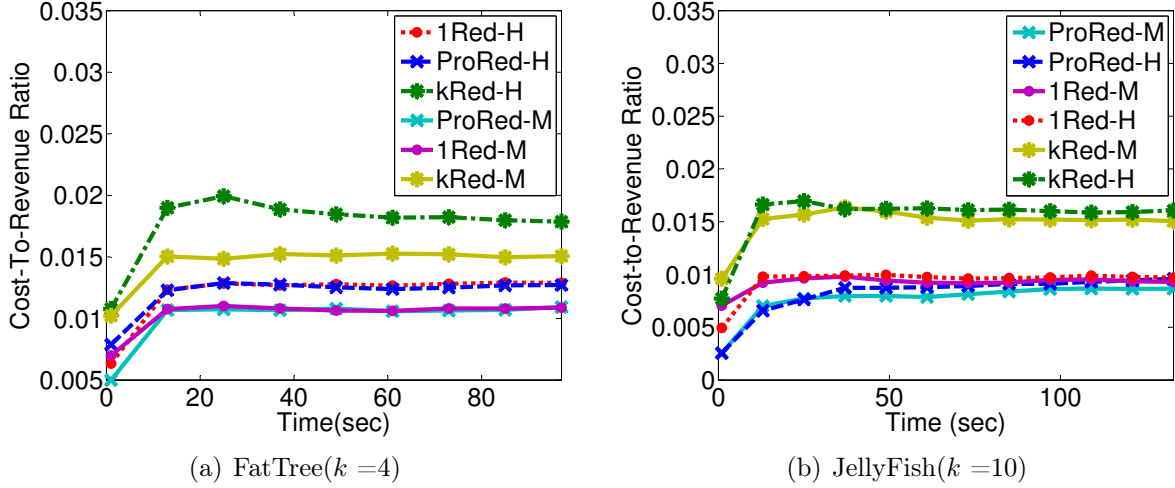 0.035
0.03
0.025
0.02
0.015
0.01
0.005
Cost-To-Revenue Ratio
0 20 40 60 80
Time(sec)
1Red-H
ProRed-H
kRed-H
ProRed-M
1Red-M
kRed-M
(a) FatTree(k =4)
0.035
0.03
0.025
0.02
0.015
0.01
0.005
0
Cost-to-Revenue Ratio
0 50 100
Time (sec)
ProRed-M
ProRed-H
1Red-M
1Red-H
kRed-M
kRed-H
(b) JellyFish(k =10)